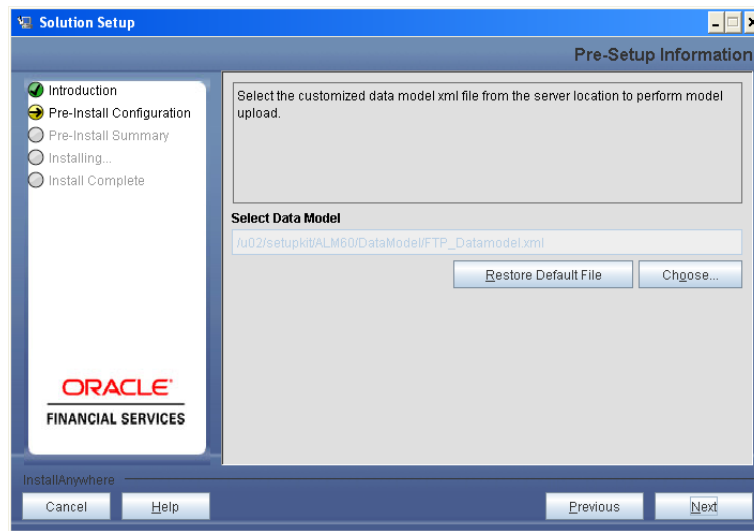 Solution Setup
Pre-Setup Information
Introduction
Pre-Install Configuration
Pre-Install Summary
Installing...
Install Complete
Select the customized data model xml file from the server location to perform model
upload.
Select Data Model
/u02/setupkit/ALM60/DataModel/FTP_Datamodel.xml
Restore Default File
Choose...
ORACLE
FINANCIAL SERVICES
InstallAnywhere
Cancel
Help
Previous
Next